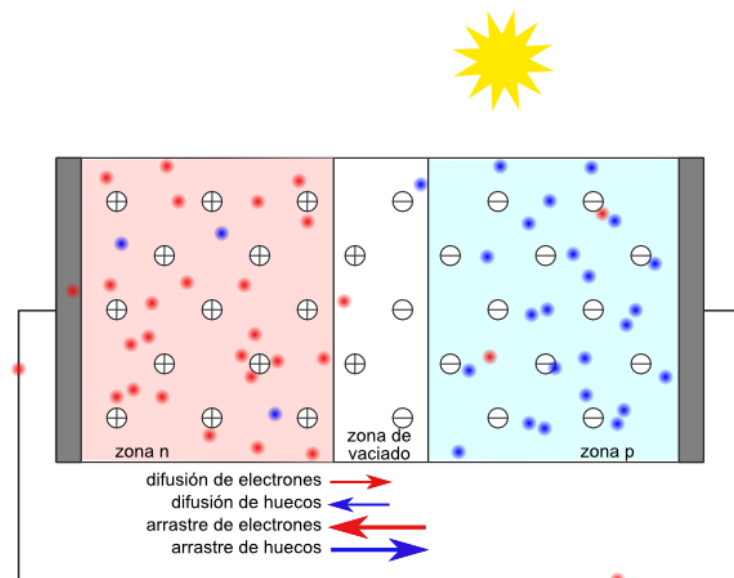 zona n
zona de
vaciado
zona p
difusión de electrones
difusión de huecos
arrastre de electrones
arrastre de huecos